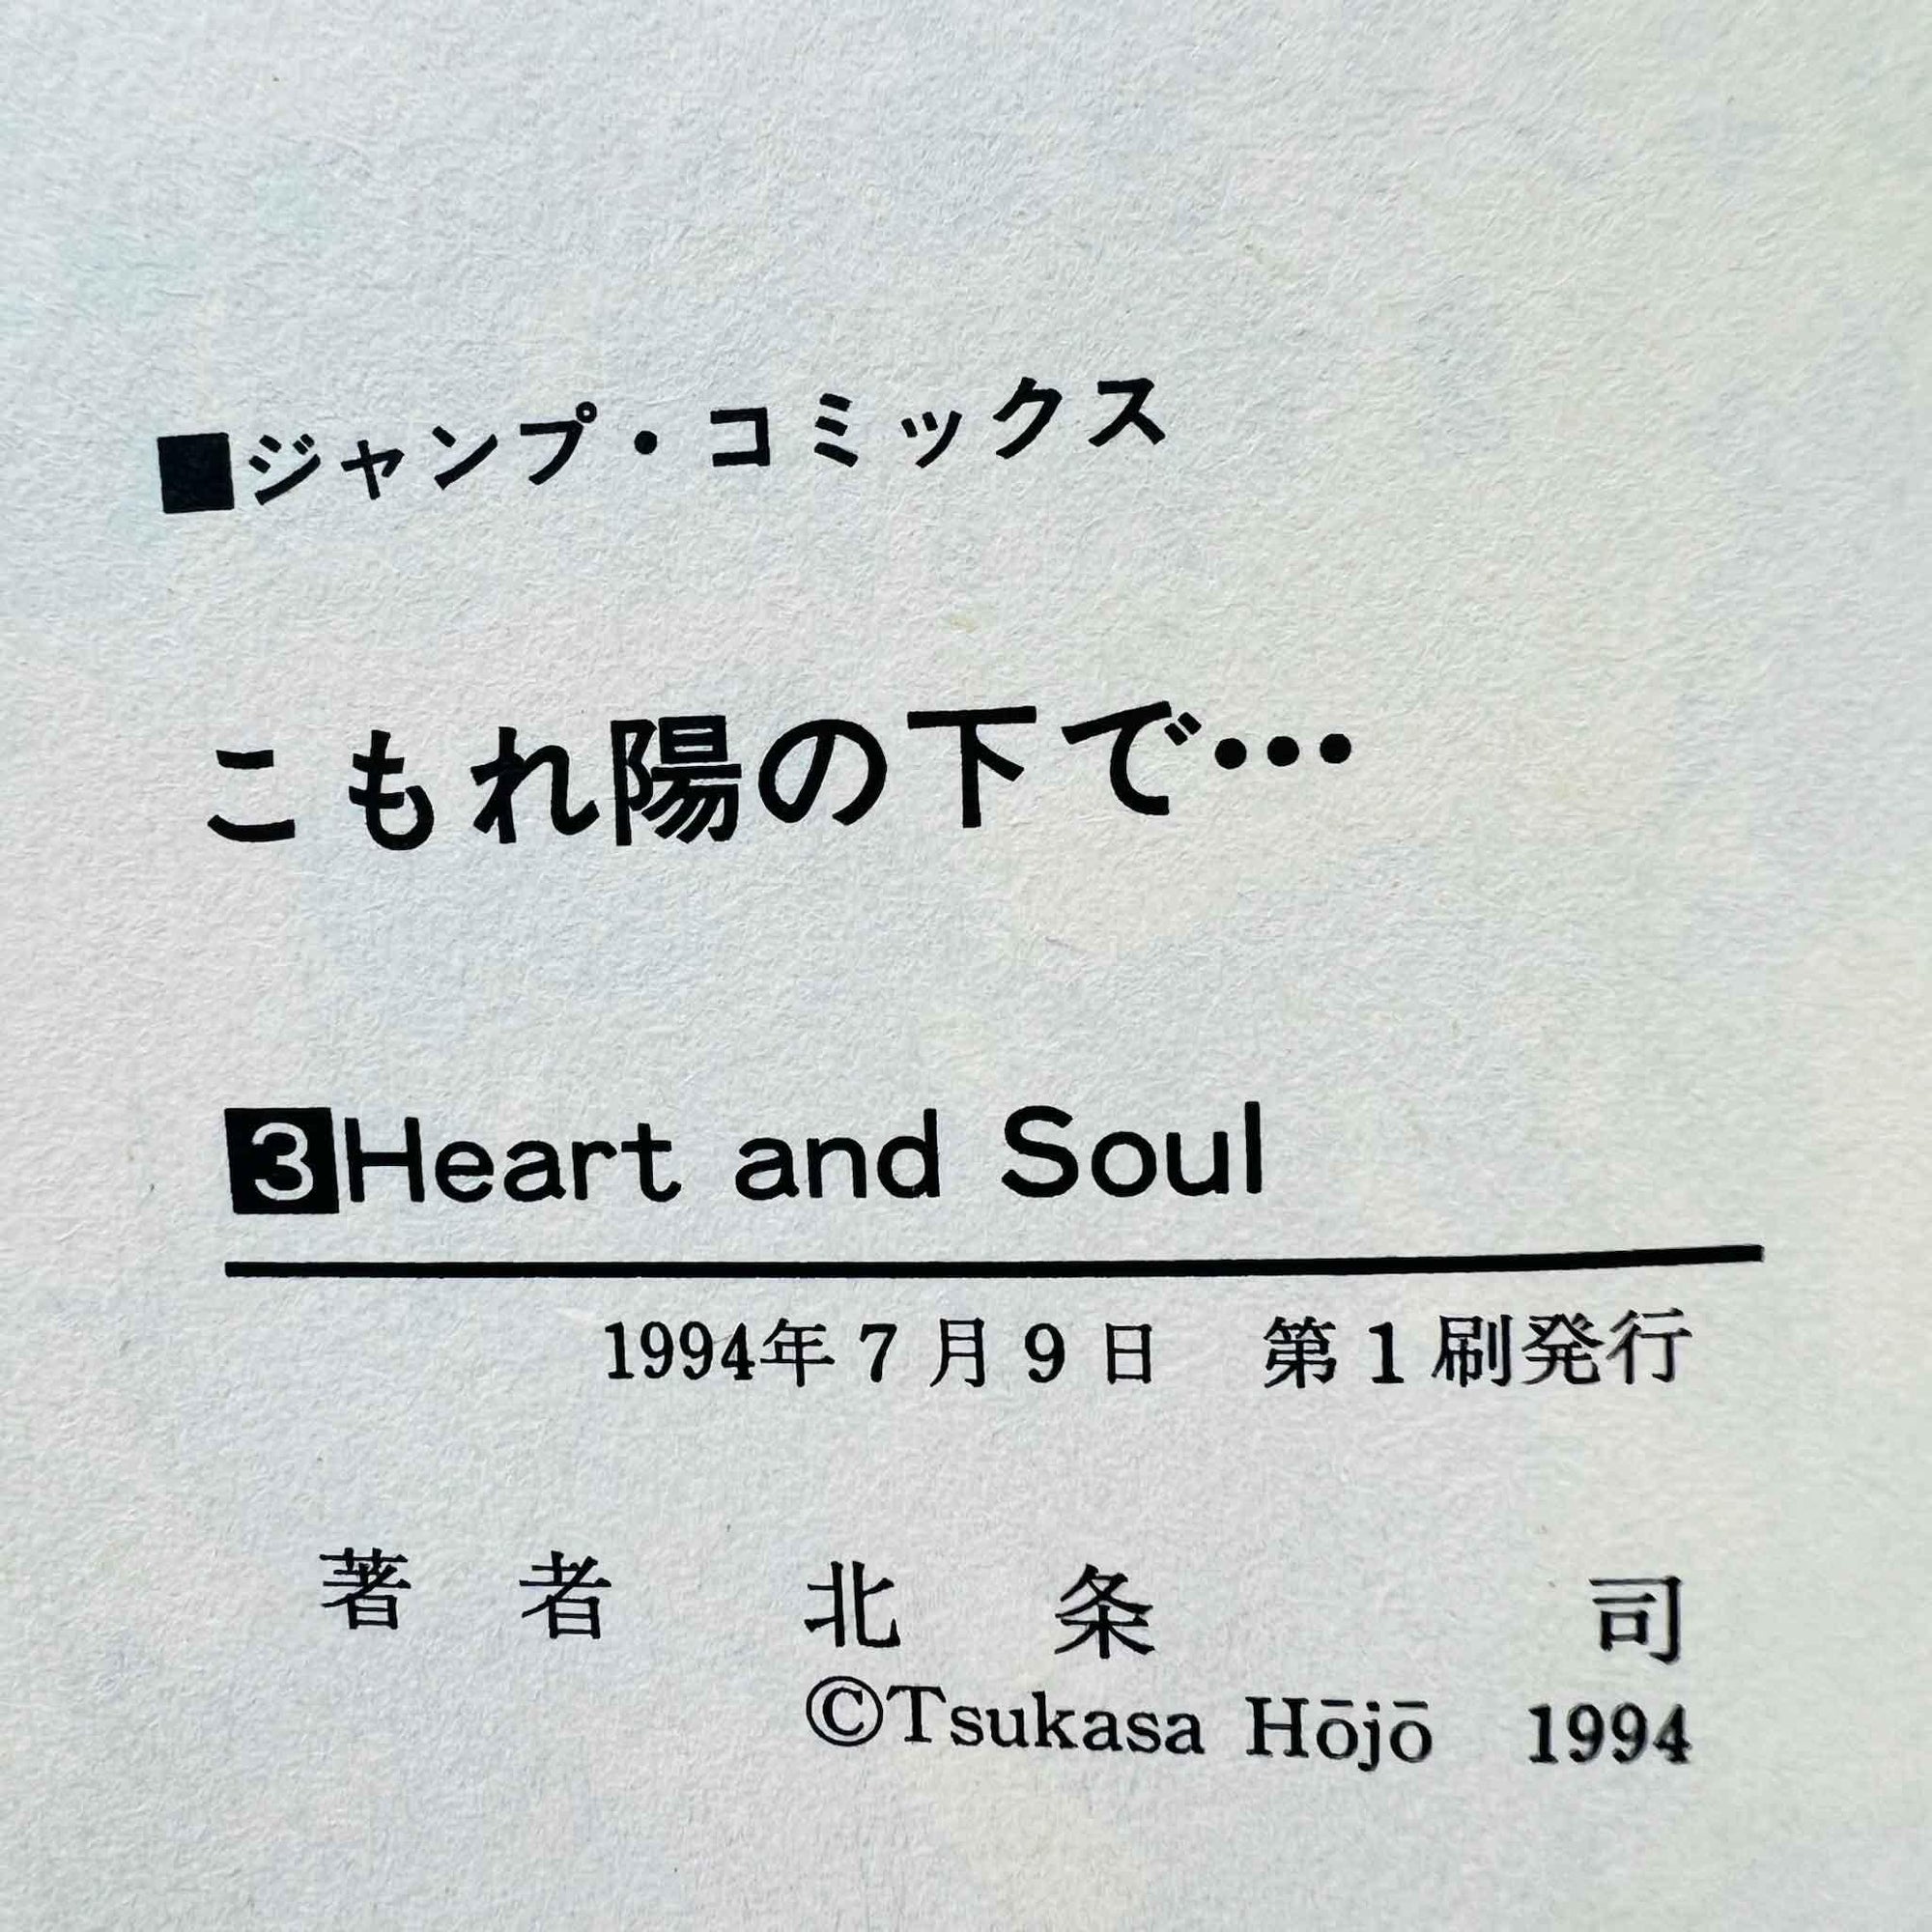 ■ジャンプ・コミックス
こもれ陽の下で…
3 Heart and Soul
1994年7月9日 第1刷発行
著者 北条司
©Tsukasa Hōjō 1994